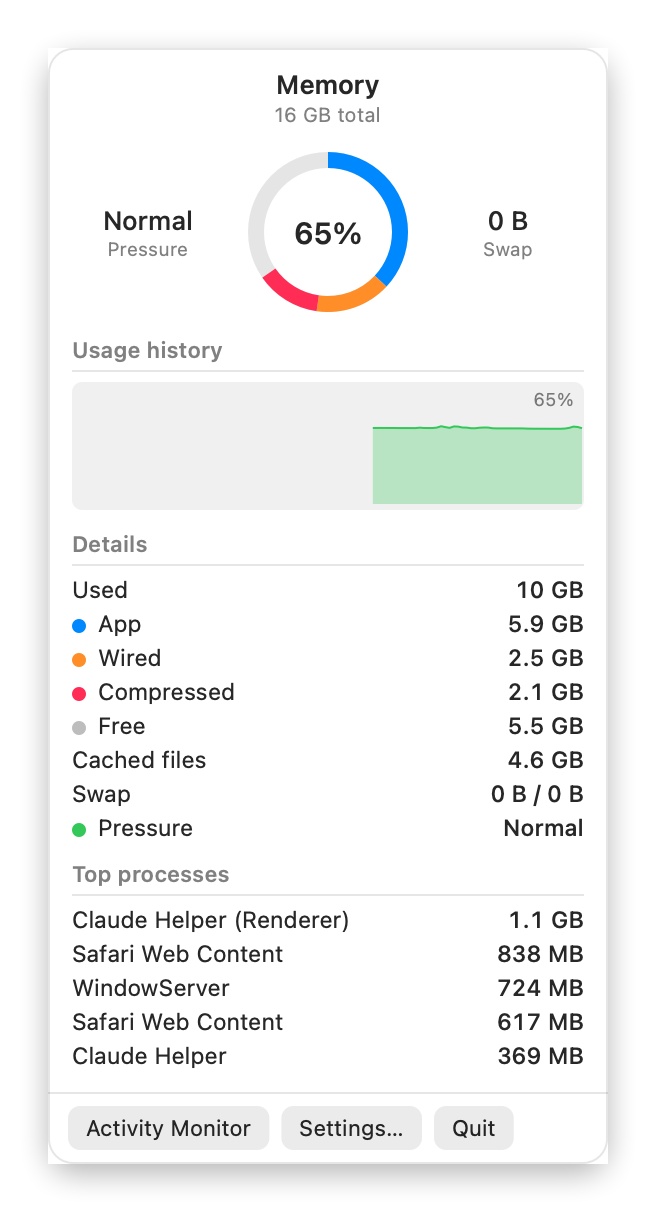 Memory
16 GB total
Normal
Pressure
65%
0 B
Swap
Usage history
65%
Details
Used 10 GB
App 5.9 GB
Wired 2.5 GB
Compressed 2.1 GB
Free 5.5 GB
Cached files 4.6 GB
Swap 0 B / 0 B
Pressure Normal
Top processes
Claude Helper (Renderer) 1.1 GB
Safari Web Content 838 MB
WindowServer 724 MB
Safari Web Content 617 MB
Claude Helper 369 MB
Activity Monitor Settings... Quit